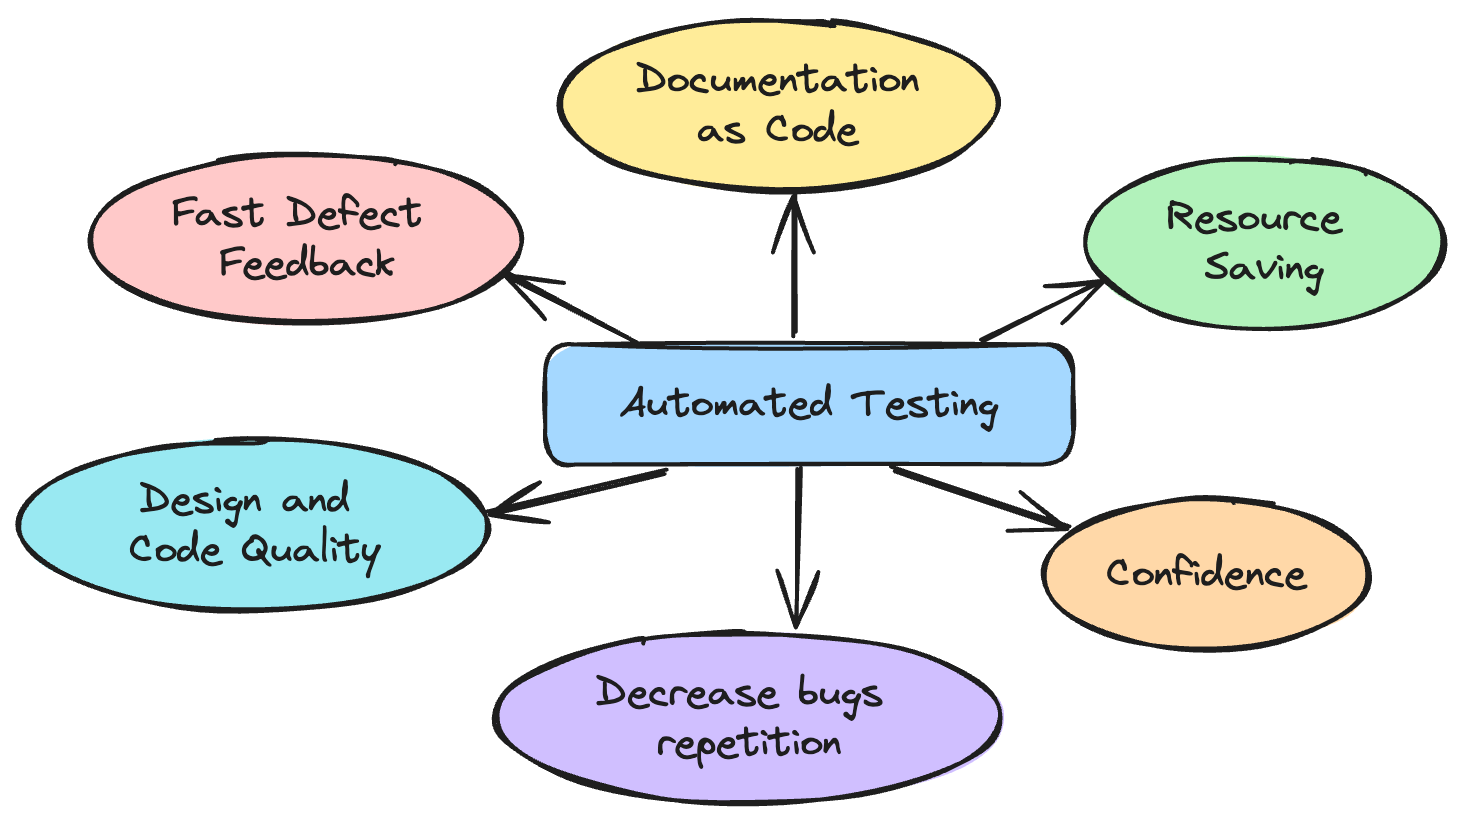 Documentation
as Code
Fast Defect
Feedback
Resource
Saving
Automated Testing
Design and
Code Quality
Confidence
Decrease bugs
repetition